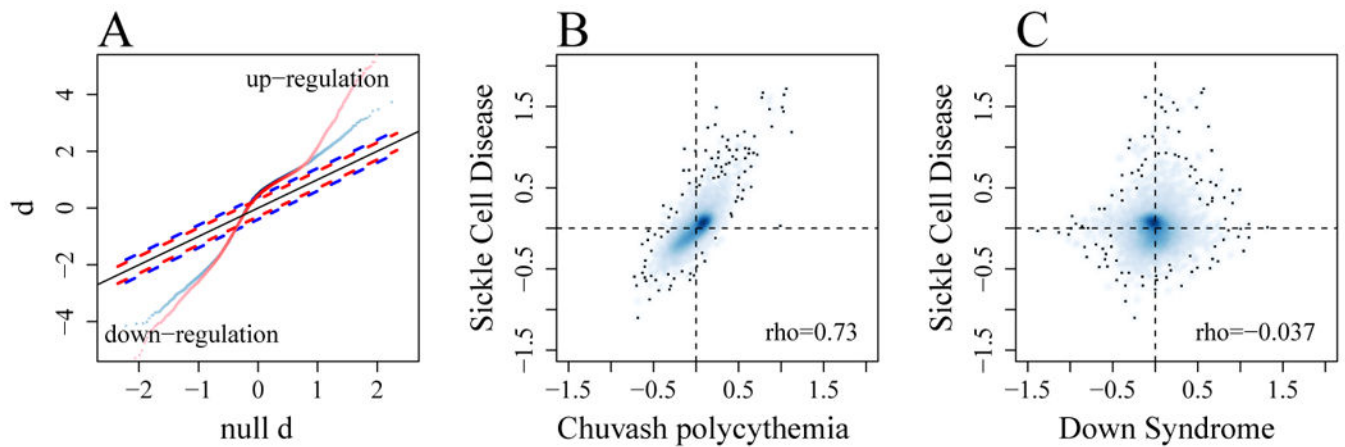 A
up−regulation
down−regulation
d
4
2
0
−2
−4
−2
−1
0
1
2
null d
B
Sickle Cell Disease
1.5
0.5
−0.5
−1.5
rho=0.73
−1.5
−0.5
0.5
1.5
Chuvash polycythemia
C
Sickle Cell Disease
1.5
0.5
−0.5
−1.5
rho=−0.037
−1.5
−0.5
0.5
1.5
Down Syndrome